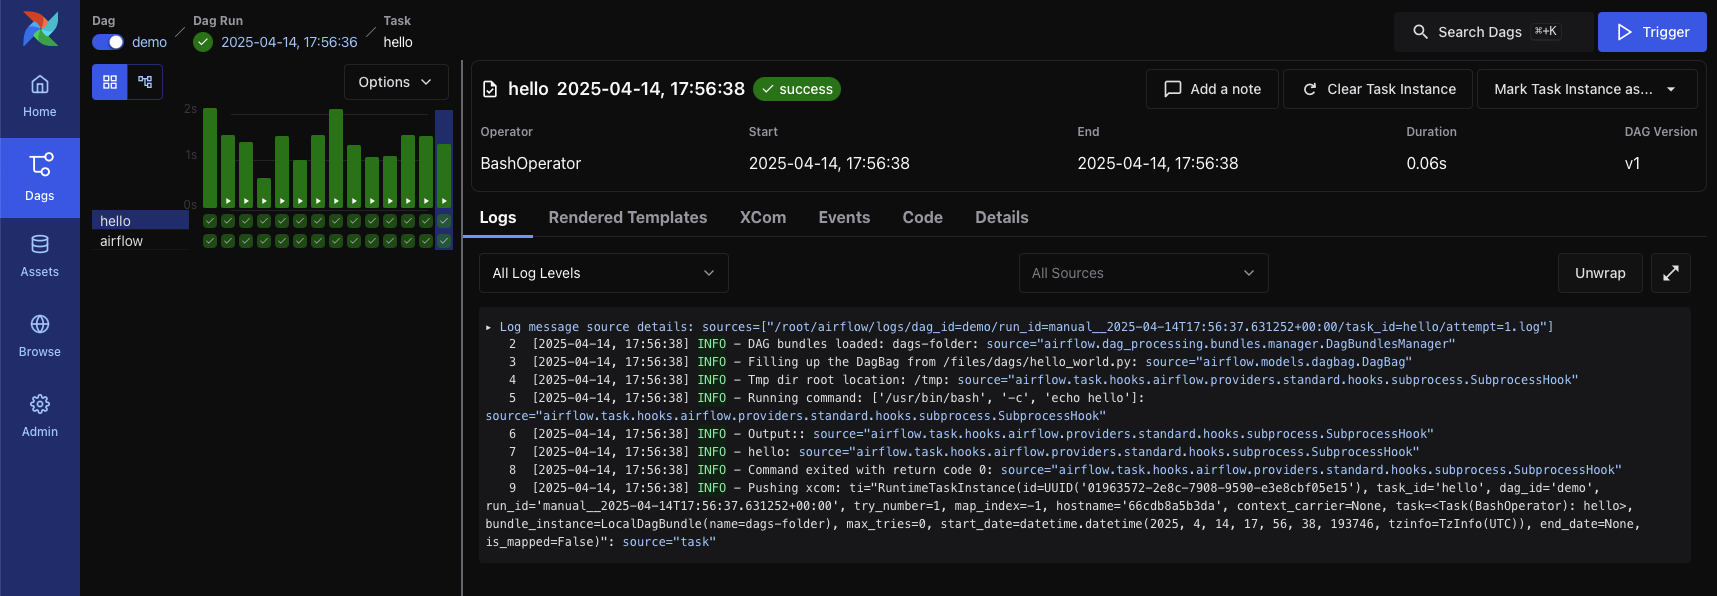 Dag
demo
Dag Run
2025-04-14, 17:56:36
Task
hello
Search Dags
⌘+K
Trigger
Home
Dags
Assets
Browse
Admin
Options
2s
1s
0s
hello
airflow
hello 2025-04-14, 17:56:38 success
Add a note
Clear Task Instance
Mark Task Instance as...
Operator Start End Duration DAG Version
BashOperator 2025-04-14, 17:56:38 2025-04-14, 17:56:38 0.06s v1
Logs Rendered Templates XCom Events Code Details
All Log Levels All Sources Unwrap
▸ Log message source details: sources=["/root/airflow/logs/dag_id=demo/run_id=manual__2025-04-14T17:56:37.631252+00:00/task_id=hello/attempt=1.log"]
2 [2025-04-14, 17:56:38] INFO - DAG bundles loaded: dags-folder: source="airflow.dag_processing.bundles.manager.DagBundlesManager"
3 [2025-04-14, 17:56:38] INFO - Filling up the DagBag from /files/dags/hello_world.py: source="airflow.models.dagbag.DagBag"
4 [2025-04-14, 17:56:38] INFO - Tmp dir root location: /tmp: source="airflow.task.hooks.airflow.providers.standard.hooks.subprocess.SubprocessHook"
5 [2025-04-14, 17:56:38] INFO - Running command: ['/usr/bin/bash', '-c', 'echo hello']:
source="airflow.task.hooks.airflow.providers.standard.hooks.subprocess.SubprocessHook"
6 [2025-04-14, 17:56:38] INFO - Output:: source="airflow.task.hooks.airflow.providers.standard.hooks.subprocess.SubprocessHook"
7 [2025-04-14, 17:56:38] INFO - hello: source="airflow.task.hooks.airflow.providers.standard.hooks.subprocess.SubprocessHook"
8 [2025-04-14, 17:56:38] INFO - Command exited with return code 0: source="airflow.task.hooks.airflow.providers.standard.hooks.subprocess.SubprocessHook"
9 [2025-04-14, 17:56:38] INFO - Pushing xcom: ti="RuntimeTaskInstance(id=UUID('01963572-2e8c-7908-9590-e3e8cbf05e15'), task_id='hello', dag_id='demo',
run_id='manual__2025-04-14T17:56:37.631252+00:00', try_number=1, map_index=-1, hostname='66cdb8a5b3da', context_carrier=None, task=<Task(BashOperator): hello>,
bundle_instance=LocalDagBundle(name=dags-folder), max_tries=0, start_date=datetime.datetime(2025, 4, 14, 17, 56, 38, 193746, tzinfo=TzInfo(UTC)), end_date=None,
is_mapped=False)": source="task"